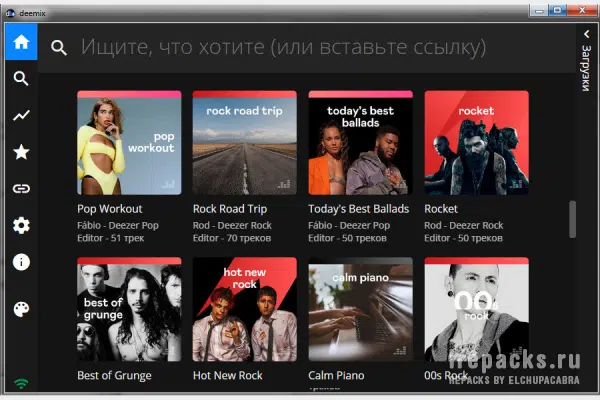 deemix
Ищите, что хотите (или вставьте ссылку)
Загрузки
pop
workout
rock road trip
today's best
ballads
rocket
Pop Workout
Fábio - Deezer Pop
Editor - 51 трек
Rock Road Trip
Rod - Deezer Rock
Editor - 70 треков
Today's Best Ballads
Fábio - Deezer Pop
Editor - 50 треков
Rocket
Rod - Deezer Rock
Editor - 50 треков
best of
grunge
hot new
rock
calm piano
00s
rock
Best of Grunge
Hot New Rock
Calm Piano
00s Rock
repacks.ru
REPACKS BY ELCHUPACABRA